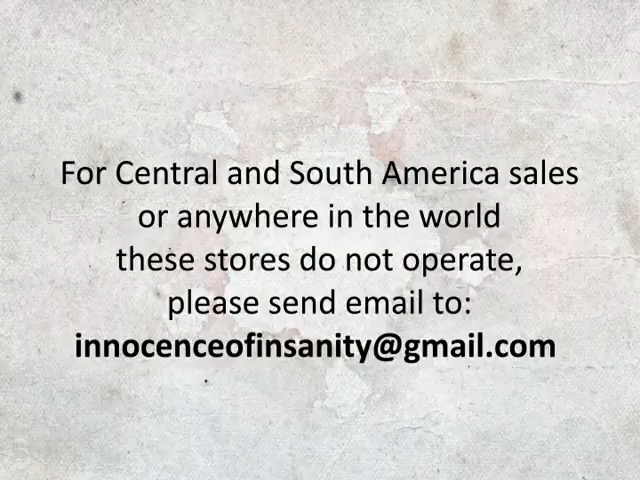 For Central and South America sales
or anywhere in the world
these stores do not operate,
please send email to:
innocenceofinsanity@gmail.com